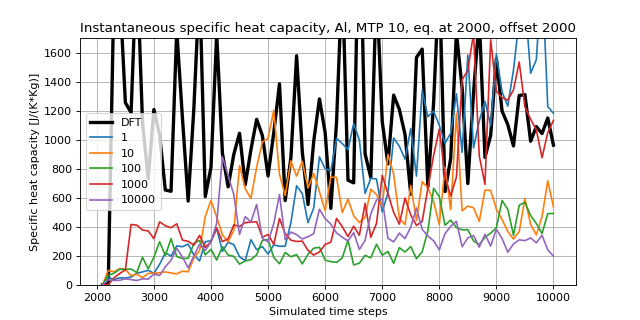 Instantaneous specific heat capacity, Al, MTP 10, eq. at 2000, offset 2000
Specific heat capacity [J/(K*Kg)]
1600
1400
1200
1000
800
600
400
200
0
DFT
1
10
100
1000
10000
2000 3000 4000 5000 6000 7000 8000 9000 10000
Simulated time steps